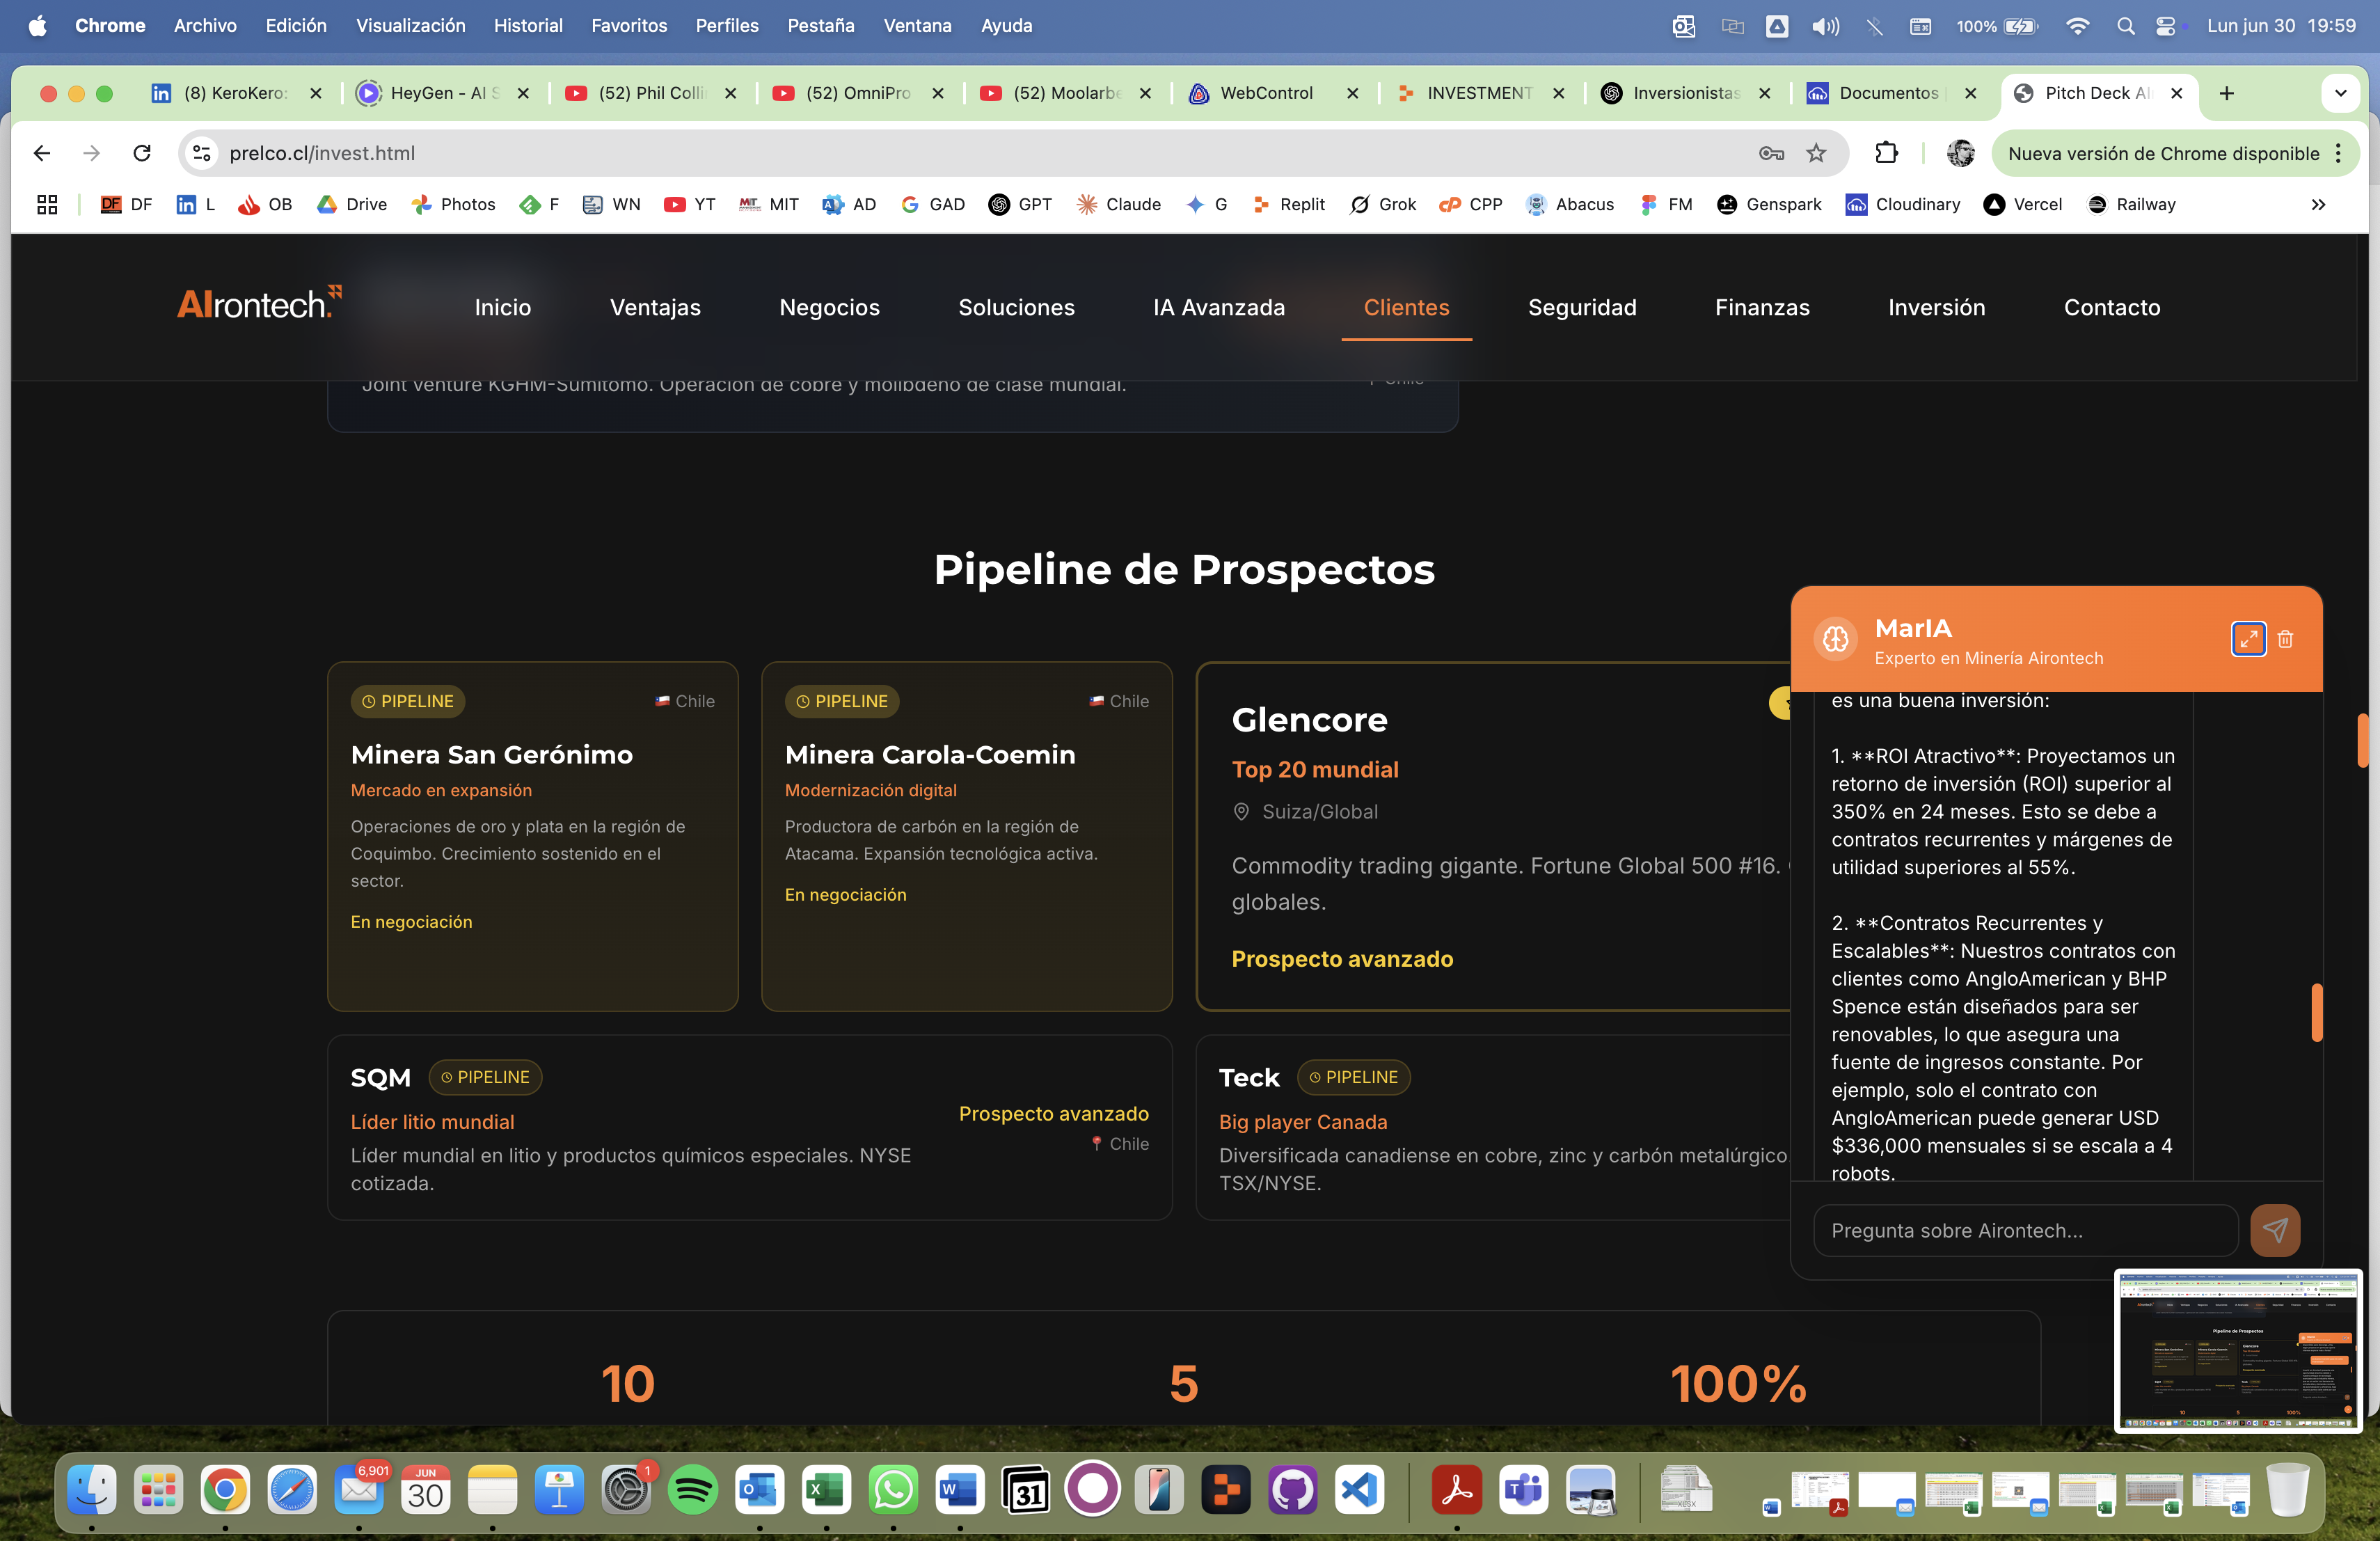 Chrome Archivo Edición Visualización Historial Favoritos Perfiles Pestaña Ventana Ayuda 100% Lun jun 30 19:59
(8) KeroKero: HeyGen - AI S (52) Phil Colli (52) OmniPro (52) Moolarbe WebControl INVESTMENT Inversionistas Documentos Pitch Deck AI
prelco.cl/invest.html Nueva versión de Chrome disponible
DF DF L OB Drive Photos F WN YT MIT AD GAD GPT Claude G Replit Grok CPP Abacus FM Genspark Cloudinary Vercel Railway
AIrontech. Inicio Ventajas Negocios Soluciones IA Avanzada Clientes Seguridad Finanzas Inversión Contacto
Joint venture KGHM-Sumitomo. Operación de cobre y molibdeno de clase mundial. Chile
Pipeline de Prospectos
PIPELINE Chile
Minera San Gerónimo
Mercado en expansión
Operaciones de oro y plata en la región de
Coquimbo. Crecimiento sostenido en el
sector.
En negociación
PIPELINE Chile
Minera Carola-Coemin
Modernización digital
Productora de carbón en la región de
Atacama. Expansión tecnológica activa.
En negociación
Glencore
Top 20 mundial
Suiza/Global
Commodity trading gigante. Fortune Global 500 #16.
globales.
Prospecto avanzado
SQM PIPELINE
Líder litio mundial
Líder mundial en litio y productos químicos especiales. NYSE
cotizada.
Prospecto avanzado
Chile
Teck PIPELINE
Big player Canada
Diversificada canadiense en cobre, zinc y carbón metalúrgico
TSX/NYSE.
10 5 100%
MarIA
Experto en Minería Airontech
es una buena inversión:
1. **ROI Atractivo**: Proyectamos un
retorno de inversión (ROI) superior al
350% en 24 meses. Esto se debe a
contratos recurrentes y márgenes de
utilidad superiores al 55%.
2. **Contratos Recurrentes y
Escalables**: Nuestros contratos con
clientes como AngloAmerican y BHP
Spence están diseñados para ser
renovables, lo que asegura una
fuente de ingresos constante. Por
ejemplo, solo el contrato con
AngloAmerican puede generar USD
$336,000 mensuales si se escala a 4
robots.
Pregunta sobre Airontech...
Pipeline de Prospectos
6,901 JUN 30 1 31
XLSX